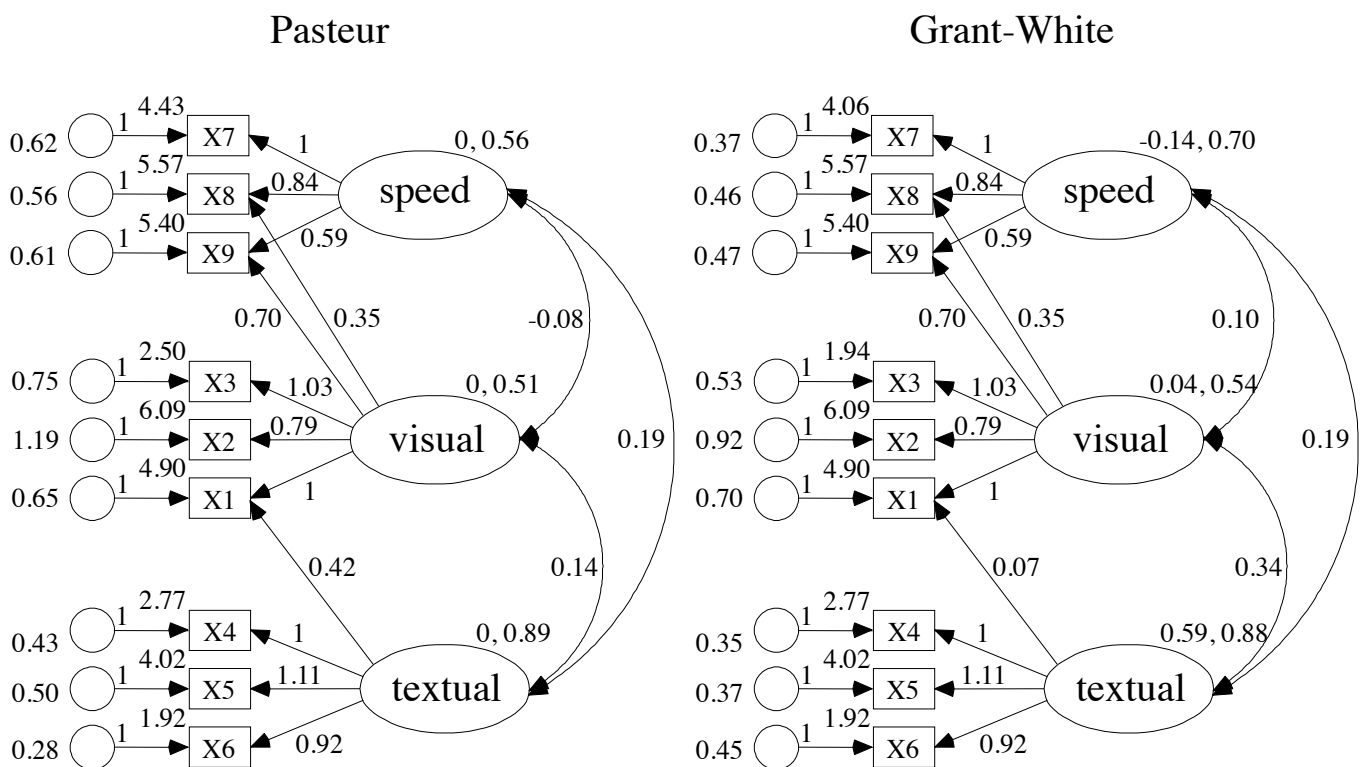 Pasteur
4.43
0.62 1 X7 1 0, 0.56
5.57
0.56 1 X8 0.84 speed
5.40
0.61 1 X9 0.59
0.70 0.35 -0.08
2.50
0.75 1 X3 1.03 0, 0.51
6.09
1.19 1 X2 0.79 visual 0.19
4.90
0.65 1 X1 1
0.42 0.14
2.77
0.43 1 X4 1 0, 0.89
4.02
0.50 1 X5 1.11 textual
1.92
0.28 1 X6 0.92
Grant-White
4.06
0.37 1 X7 1 -0.14, 0.70
5.57
0.46 1 X8 0.84 speed
5.40
0.47 1 X9 0.59
0.70 0.35 0.10
1.94
0.53 1 X3 1.03 0.04, 0.54
6.09
0.92 1 X2 0.79 visual 0.19
4.90
0.70 1 X1 1
0.07 0.34
2.77
0.35 1 X4 1 0.59, 0.88
4.02
0.37 1 X5 1.11 textual
1.92
0.45 1 X6 0.92